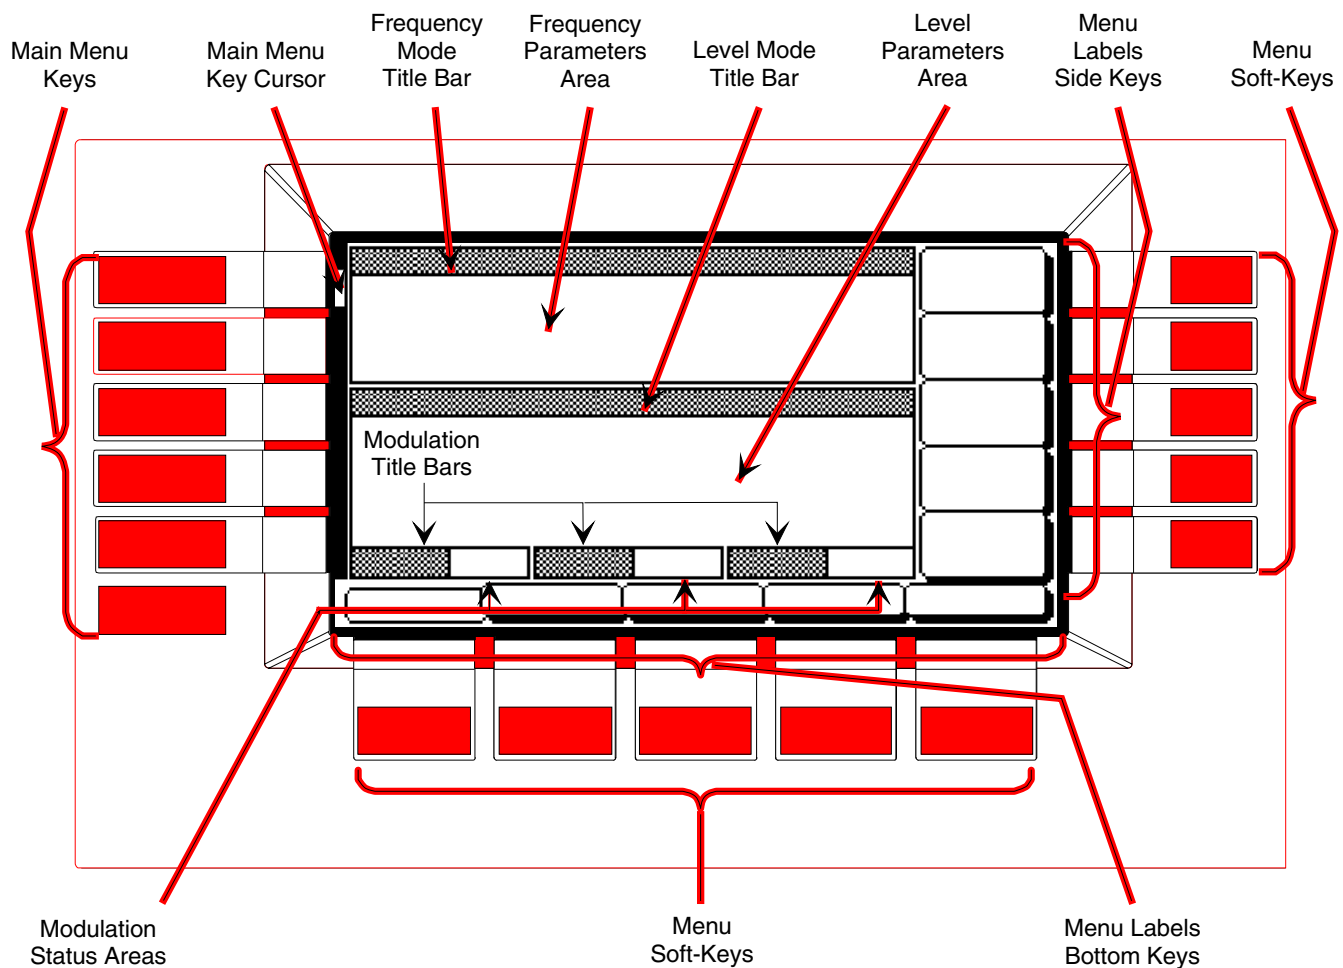 Main Menu
Keys
Main Menu
Key Cursor
Frequency
Mode
Title Bar
Frequency
Parameters
Area
Level Mode
Title Bar
Level
Parameters
Area
Menu
Labels
Side Keys
Menu
Soft-Keys
Modulation
Title Bars
Modulation
Status Areas
Menu
Soft-Keys
Menu Labels
Bottom Keys